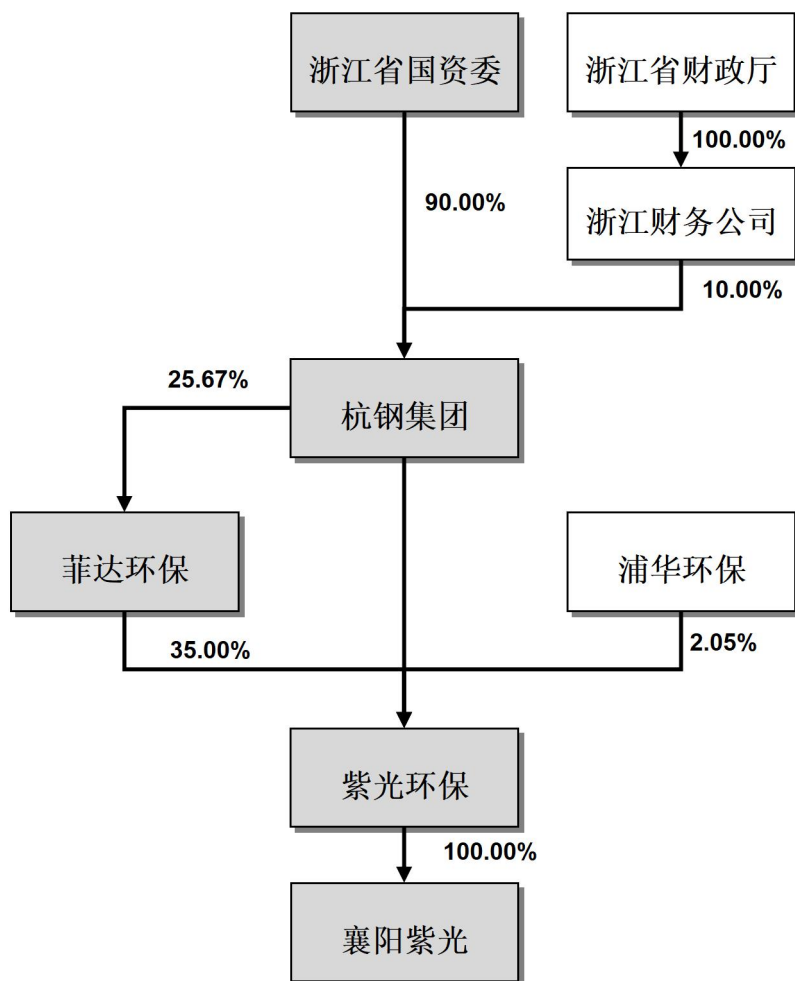 浙江省国资委
浙江省财政厅
100.00%
90.00%
浙江财务公司
10.00%
25.67%
杭钢集团
菲达环保
浦华环保
35.00%
2.05%
紫光环保
100.00%
襄阳紫光